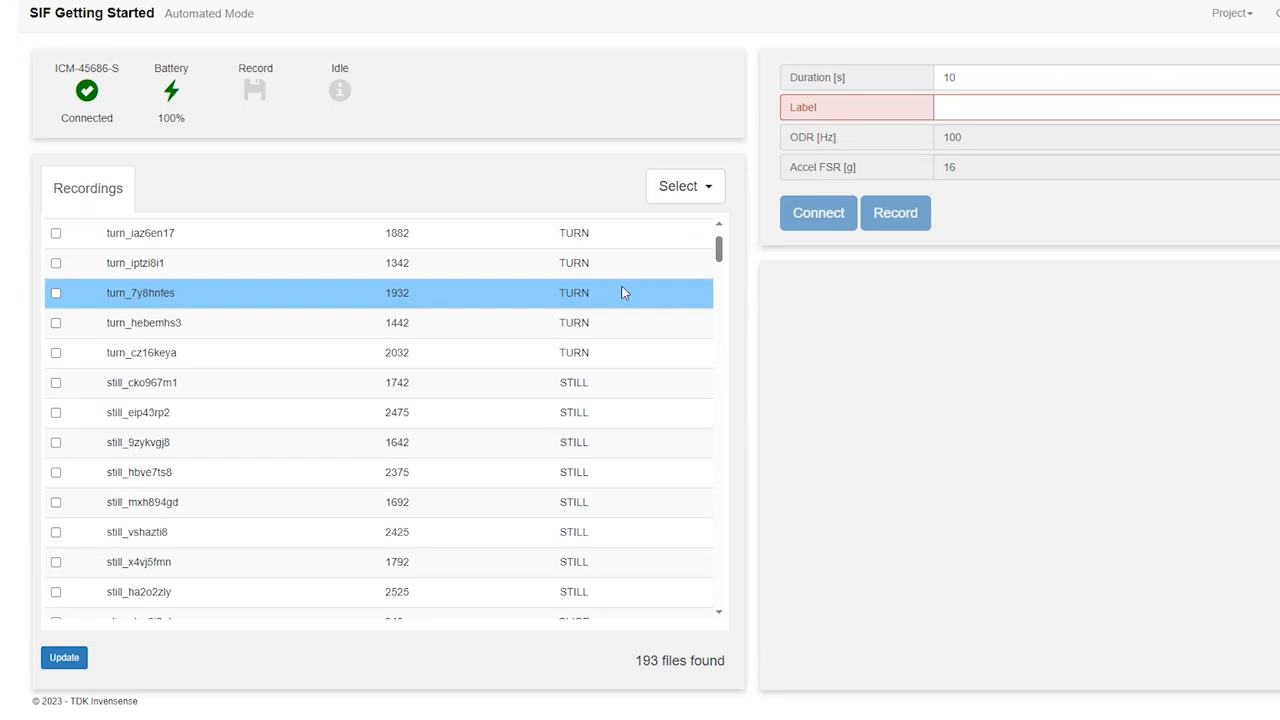 SIF Getting Started Automated Mode Project
ICM-45686-S Battery Record Idle
Connected 100%
Duration [s] 10
Label
ODR [Hz] 100
Accel FSR [g] 16
Connect Record
Recordings Select
turn_iaz6en17 1882 TURN
turn_iptzi8i1 1342 TURN
turn_7y8hnfes 1932 TURN
turn_hebemhs3 1442 TURN
turn_cz16keya 2032 TURN
still_cko967m1 1742 STILL
still_eip43rp2 2475 STILL
still_9zykvgj8 1642 STILL
still_hbve7ts8 2375 STILL
still_mxh894gd 1692 STILL
still_vshazti8 2425 STILL
still_x4vj5fmn 1792 STILL
still_ha2o2zly 2525 STILL
Update 193 files found
© 2023 - TDK Invensense